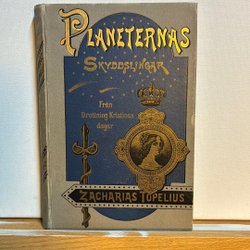 PLANETERNAS
SKYDDSLINGAR
Från
Drottning Kristinas
dagar
ZACHARIAS TOPELIUS